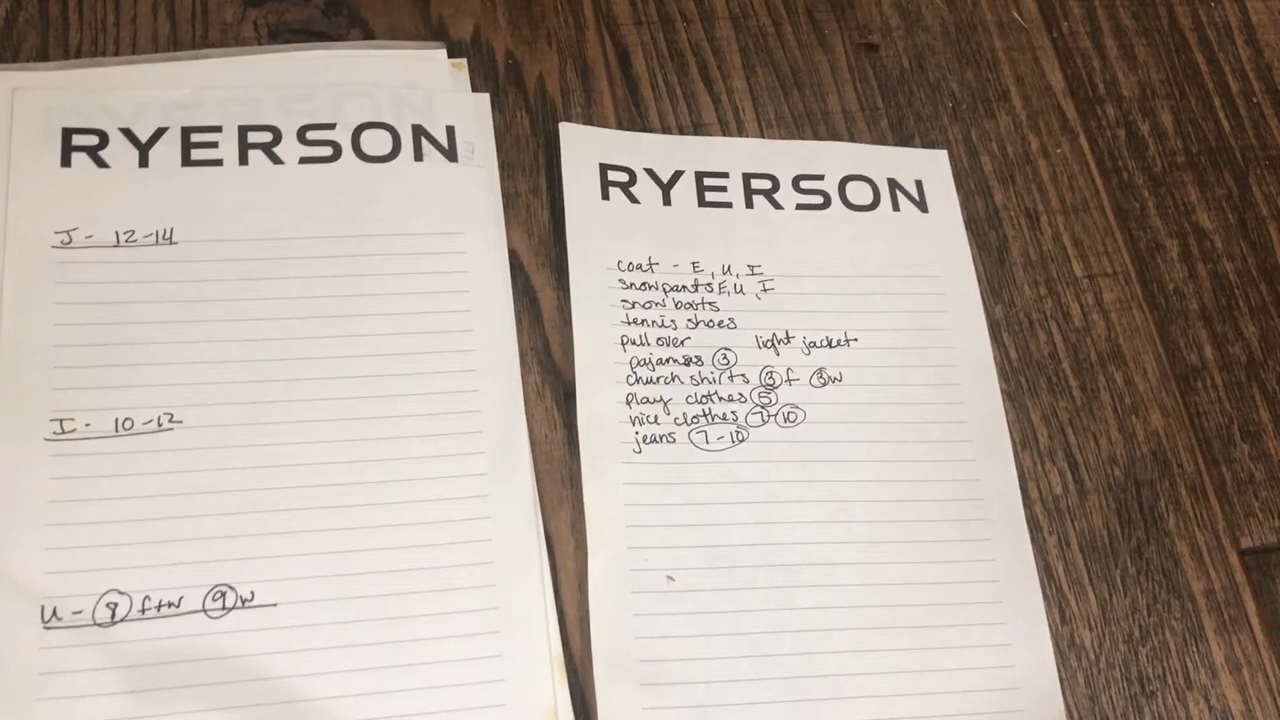 RYERSON
J - 12-14
I - 10-12
U - 8 f+w 9 w
RYERSON
coat - E, U, I
snowpants E, U, I
snow boots
tennis shoes
pull over light jacket
pajamas 3
church shirts 3 f 3 w
play clothes 5
nice clothes 7-10
jeans 7-10